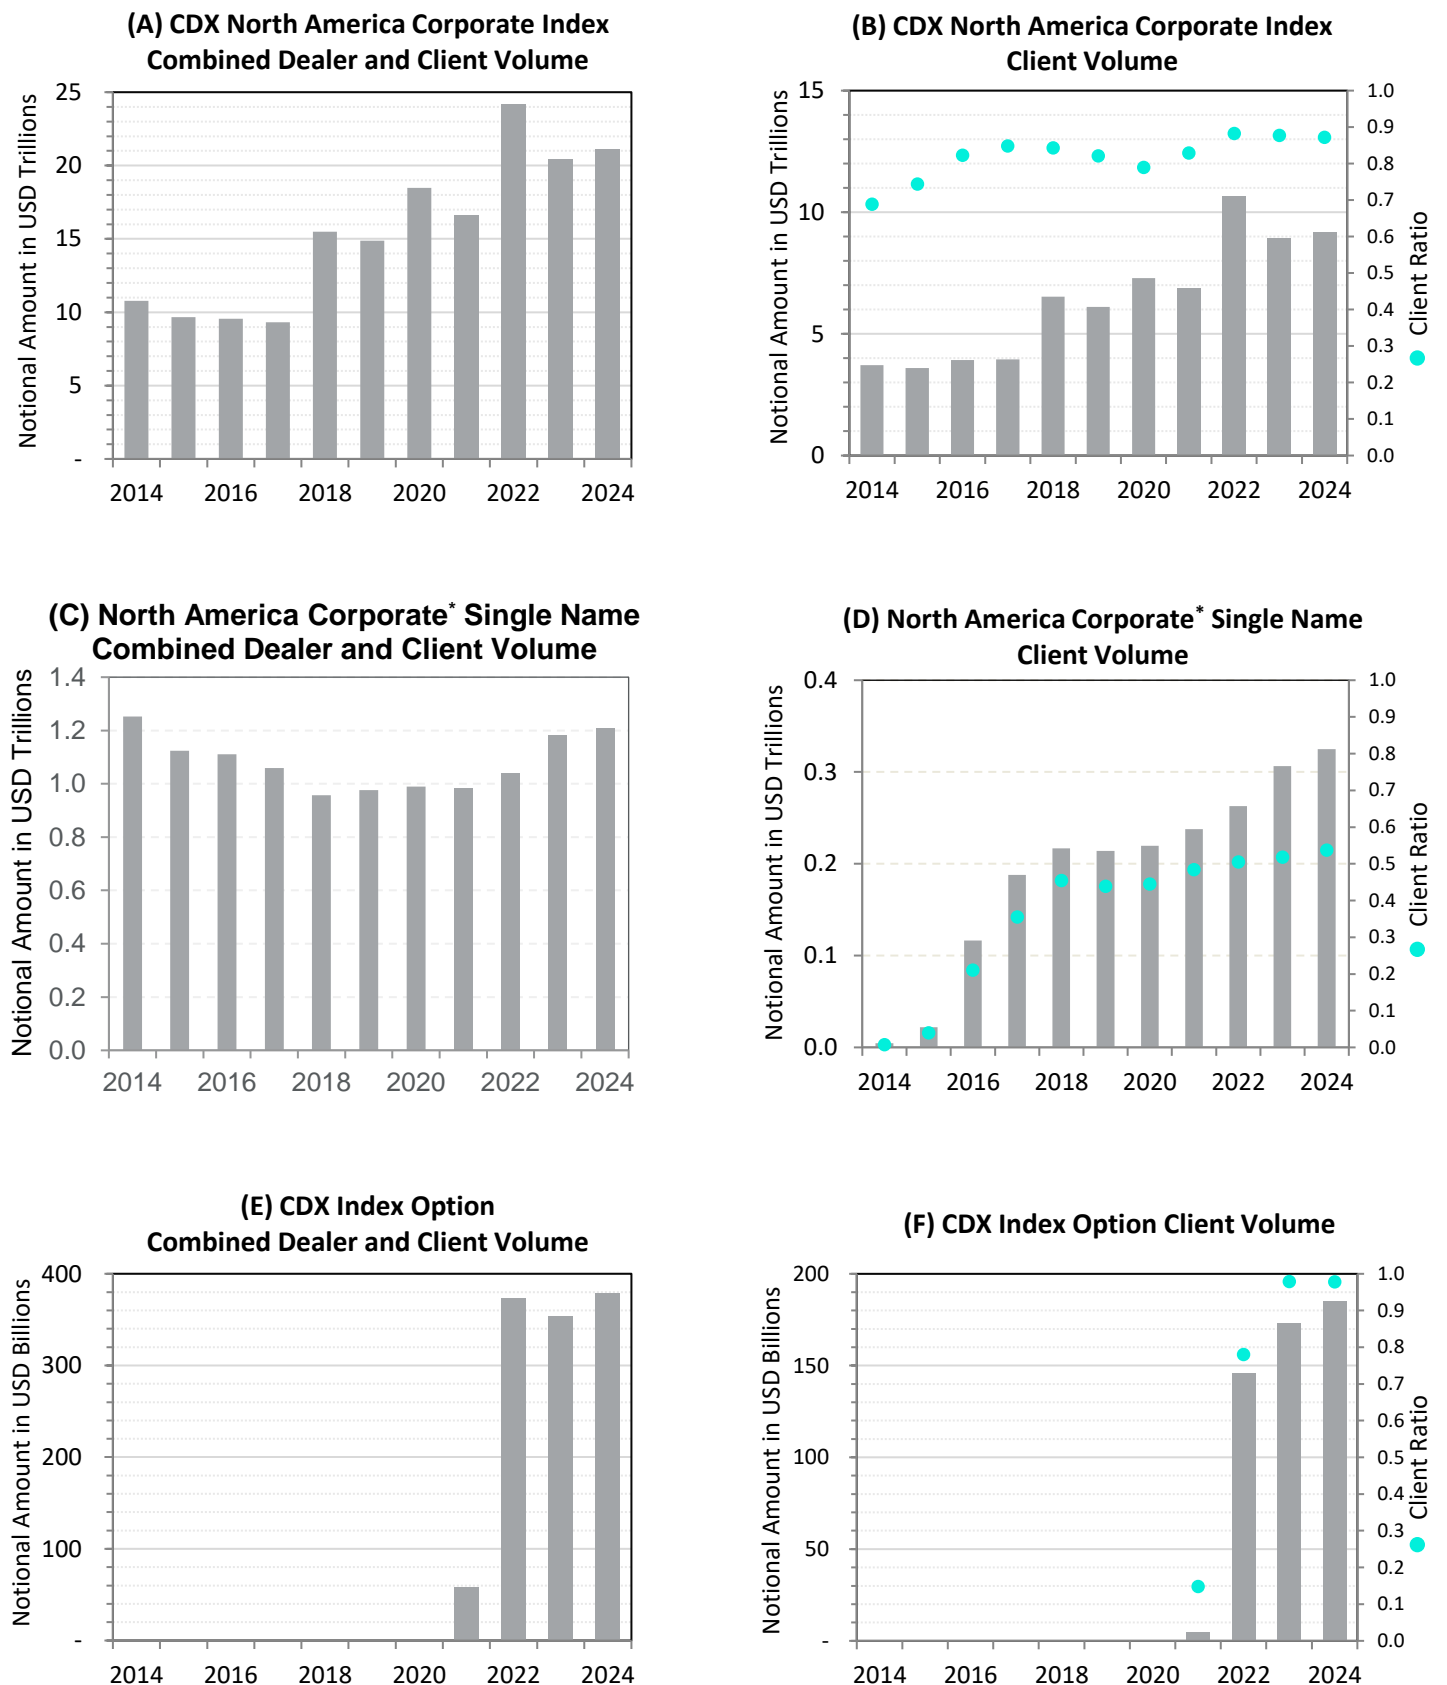 (A) CDX North America Corporate Index
Combined Dealer and Client Volume
Notional Amount in USD Trillions
25
20
15
10
5
-
2014 2016 2018 2020 2022 2024
(B) CDX North America Corporate Index
Client Volume
Notional Amount in USD Trillions
15
10
5
0
1.0
0.9
0.8
0.7
0.6
0.5
0.4
0.3
0.2
0.1
0.0
Client Ratio
2014 2016 2018 2020 2022 2024
(C) North America Corporate* Single Name
Combined Dealer and Client Volume
Notional Amount in USD Trillions
1.4
1.2
1.0
0.8
0.6
0.4
0.2
0.0
2014 2016 2018 2020 2022 2024
(D) North America Corporate* Single Name
Client Volume
Notional Amount in USD Trillions
0.4
0.3
0.2
0.1
0.0
1.0
0.9
0.8
0.7
0.6
0.5
0.4
0.3
0.2
0.1
0.0
Client Ratio
2014 2016 2018 2020 2022 2024
(E) CDX Index Option
Combined Dealer and Client Volume
Notional Amount in USD Billions
400
300
200
100
-
2014 2016 2018 2020 2022 2024
(F) CDX Index Option Client Volume
Notional Amount in USD Billions
200
150
100
50
-
1.0
0.9
0.8
0.7
0.6
0.5
0.4
0.3
0.2
0.1
0.0
Client Ratio
2014 2016 2018 2020 2022 2024